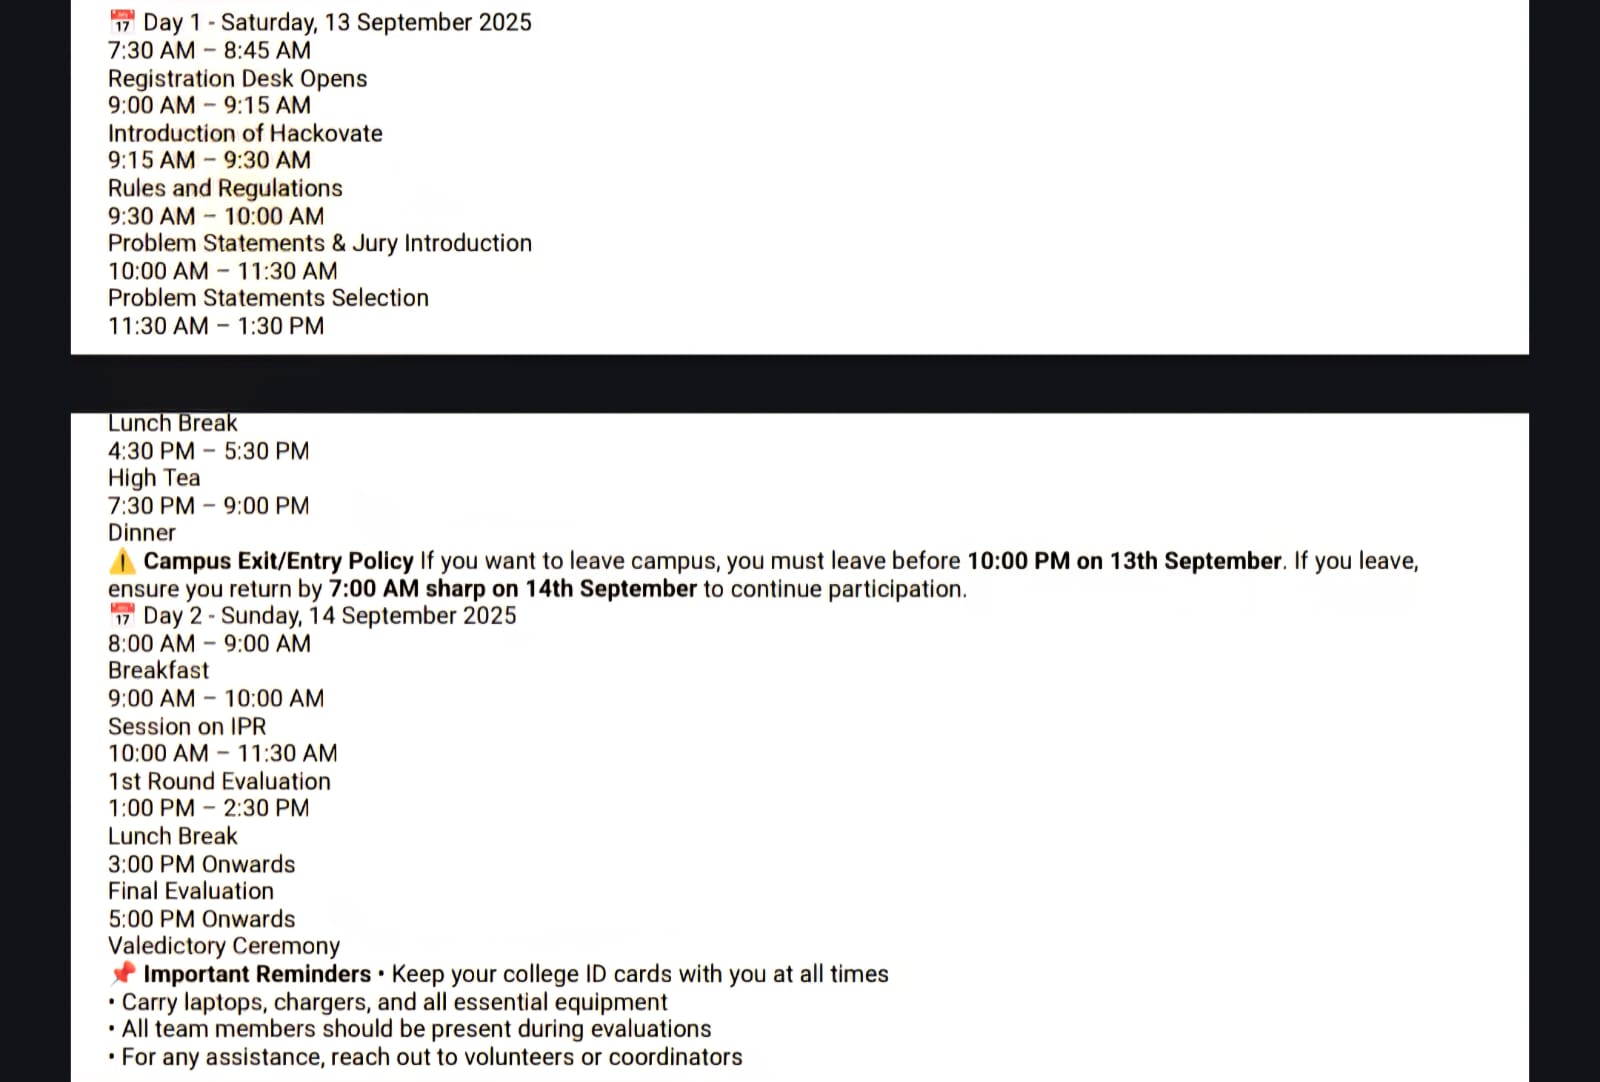 📅 Day 1 - Saturday, 13 September 2025
7:30 AM – 8:45 AM
Registration Desk Opens
9:00 AM – 9:15 AM
Introduction of Hackovate
9:15 AM – 9:30 AM
Rules and Regulations
9:30 AM – 10:00 AM
Problem Statements & Jury Introduction
10:00 AM – 11:30 AM
Problem Statements Selection
11:30 AM – 1:30 PM
Lunch Break
4:30 PM – 5:30 PM
High Tea
7:30 PM – 9:00 PM
Dinner
⚠️ Campus Exit/Entry Policy If you want to leave campus, you must leave before 10:00 PM on 13th September. If you leave,
ensure you return by 7:00 AM sharp on 14th September to continue participation.
📅 Day 2 - Sunday, 14 September 2025
8:00 AM – 9:00 AM
Breakfast
9:00 AM – 10:00 AM
Session on IPR
10:00 AM – 11:30 AM
1st Round Evaluation
1:00 PM – 2:30 PM
Lunch Break
3:00 PM Onwards
Final Evaluation
5:00 PM Onwards
Valedictory Ceremony
📌 Important Reminders • Keep your college ID cards with you at all times
• Carry laptops, chargers, and all essential equipment
• All team members should be present during evaluations
• For any assistance, reach out to volunteers or coordinators